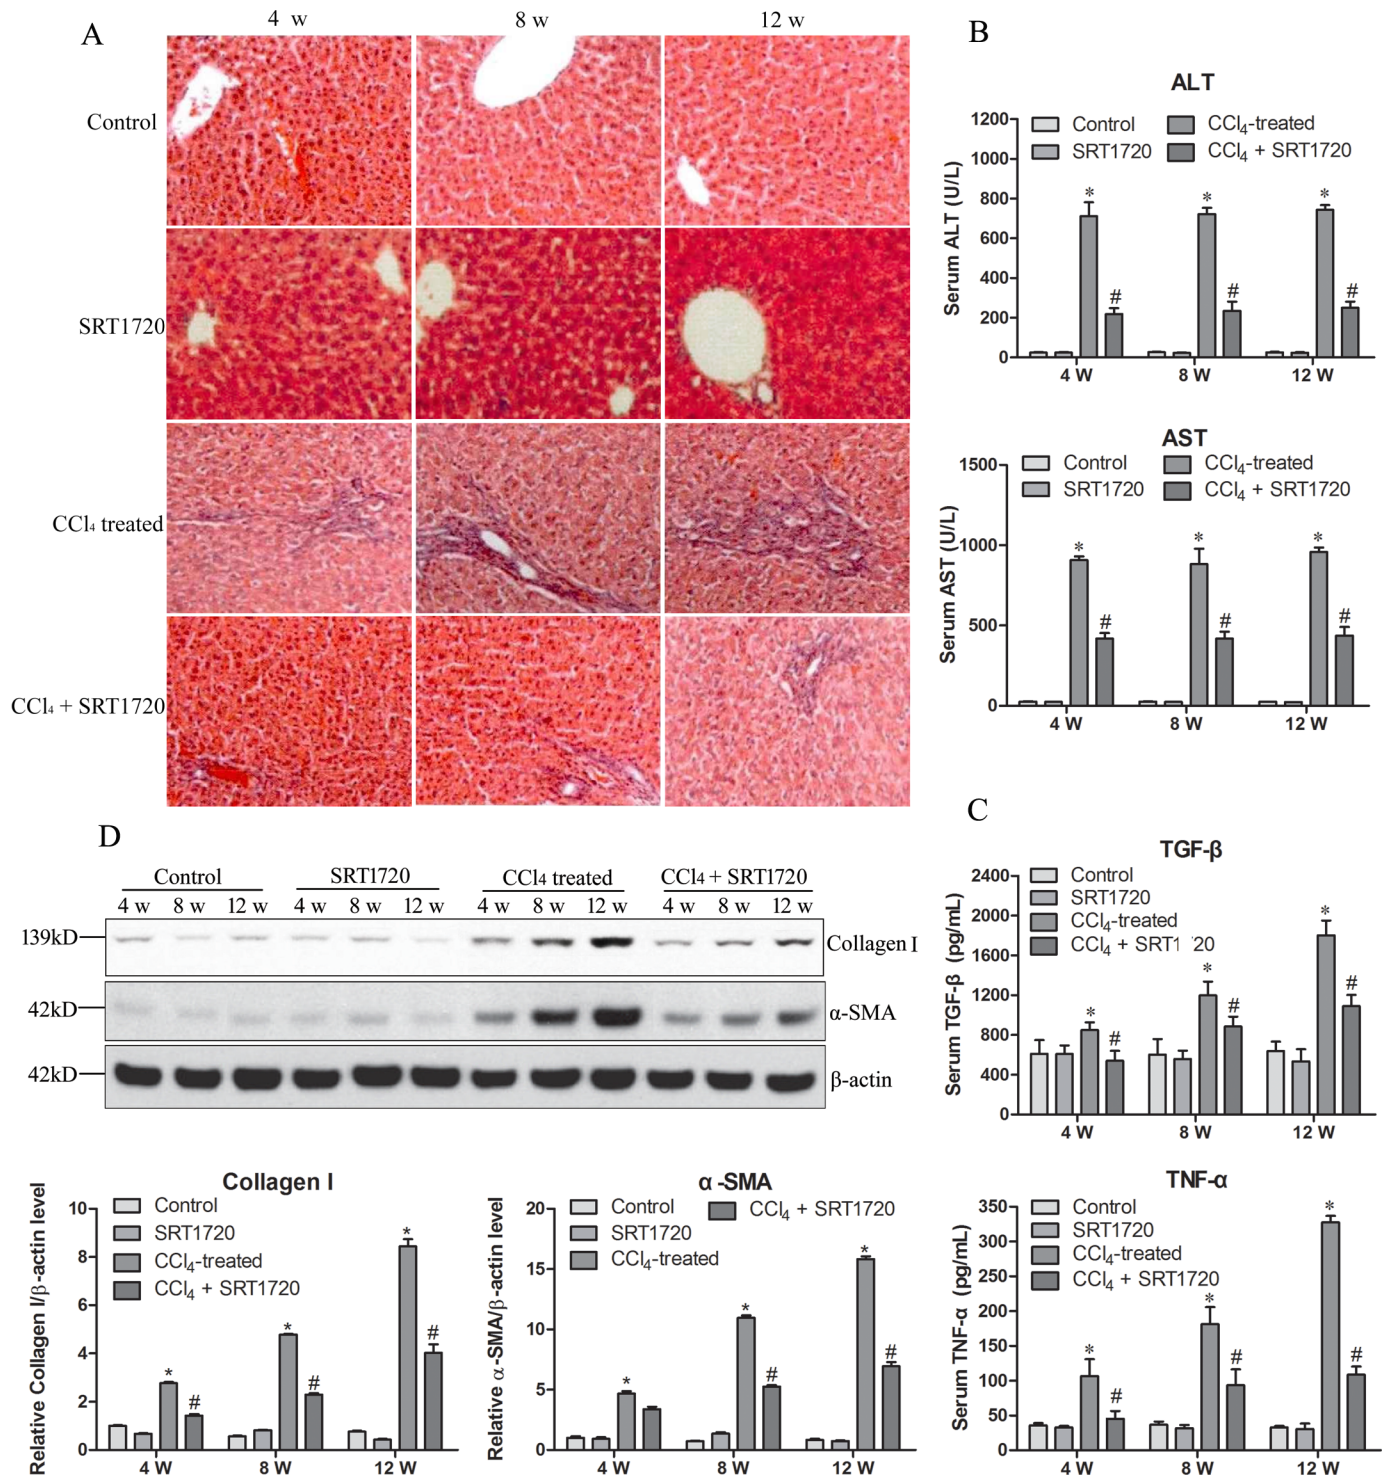 A
4 w
8 w
12 w
Control
SRT1720
CCl₄ treated
CCl₄ + SRT1720
B
ALT
Control
SRT1720
CCl₄-treated
CCl₄ + SRT1720
Serum ALT (U/L)
1200
1000
800
600
400
200
0
*
#
*
#
*
#
4 W
8 W
12 W
AST
Control
SRT1720
CCl₄-treated
CCl₄ + SRT1720
Serum AST (U/L)
1500
1000
500
0
*
#
*
#
*
#
4 W
8 W
12 W
C
TGF-β
Control
SRT1720
CCl₄-treated
CCl₄ + SRT1720
Serum TGF-β (pg/mL)
2400
2000
1600
1200
800
400
0
*
#
*
#
*
#
4 W
8 W
12 W
TNF-α
Control
SRT1720
CCl₄-treated
CCl₄ + SRT1720
Serum TNF-α (pg/mL)
350
300
250
200
150
100
50
0
*
#
*
#
*
#
4 W
8 W
12 W
D
Control
SRT1720
CCl₄ treated
CCl₄ + SRT1720
4 w 8 w 12 w 4 w 8 w 12 w 4 w 8 w 12 w 4 w 8 w 12 w
139kD
Collagen I
42kD
α-SMA
42kD
β-actin
Collagen I
Control
SRT1720
CCl₄-treated
CCl₄ + SRT1720
Relative Collagen I/β-actin level
10
8
6
4
2
0
*
#
*
#
*
#
4 W
8 W
12 W
α-SMA
Control
SRT1720
CCl₄-treated
CCl₄ + SRT1720
Relative α-SMA/β-actin level
20
15
10
5
0
*
*
#
*
#
4 W
8 W
12 W